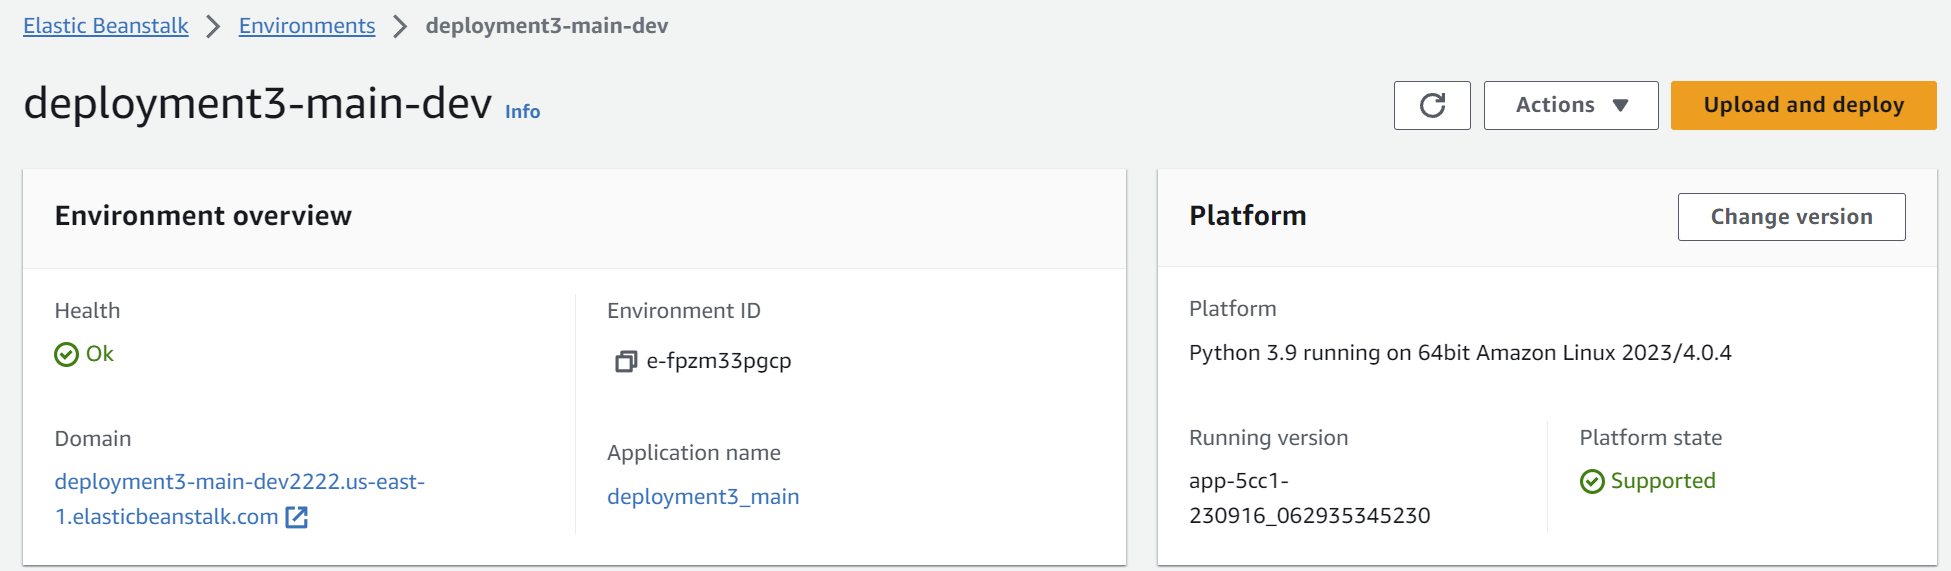 Elastic Beanstalk > Environments > deployment3-main-dev
deployment3-main-dev Info
Actions
Upload and deploy
Environment overview
Health
Ok
Domain
deployment3-main-dev2222.us-east-
1.elasticbeanstalk.com
Environment ID
e-fpzm33pgcp
Application name
deployment3_main
Platform
Change version
Platform
Python 3.9 running on 64bit Amazon Linux 2023/4.0.4
Running version
app-5cc1-
230916_062935345230
Platform state
Supported